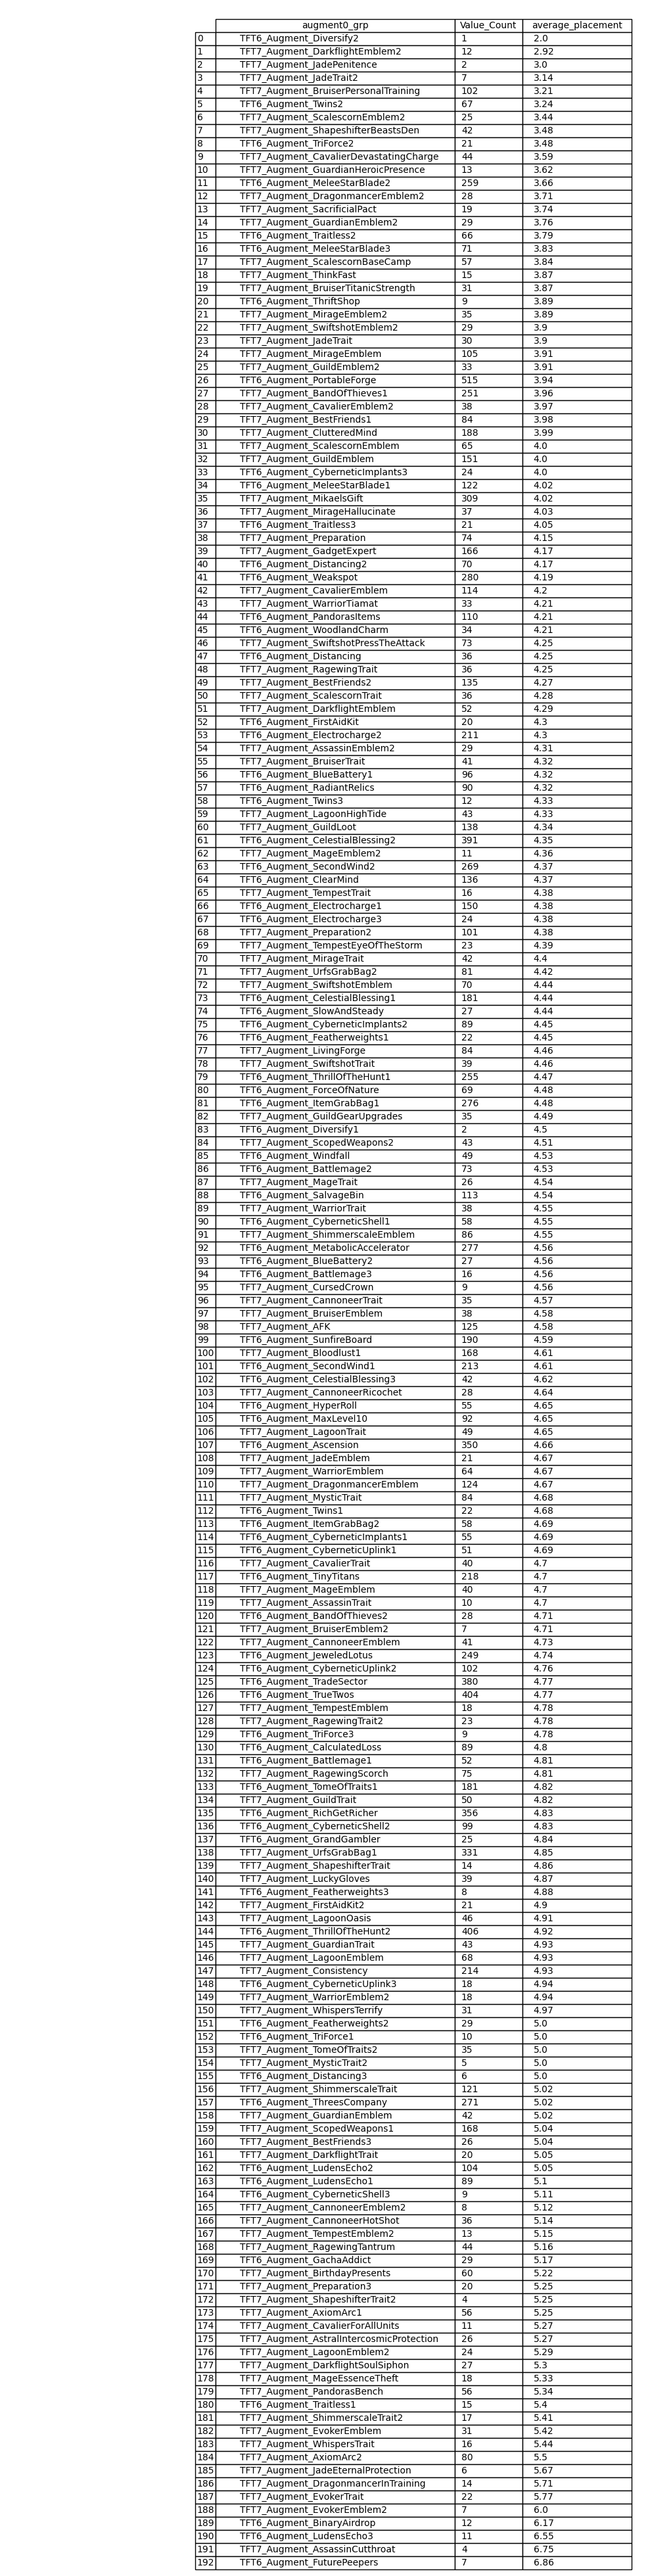 augment0_grp Value_Count average_placement
0 TFT6_Augment_Diversify2 1 2.0
1 TFT7_Augment_DarkflightEmblem2 12 2.92
2 TFT7_Augment_JadePenitence 2 3.0
3 TFT7_Augment_JadeTrait2 7 3.14
4 TFT7_Augment_BruiserPersonalTraining 102 3.21
5 TFT6_Augment_Twins2 67 3.24
6 TFT7_Augment_ScalescornEmblem2 25 3.44
7 TFT7_Augment_ShapeshifterBeastsDen 42 3.48
8 TFT6_Augment_TriForce2 21 3.48
9 TFT7_Augment_CavalierDevastatingCharge 44 3.59
10 TFT7_Augment_GuardianHeroicPresence 13 3.62
11 TFT6_Augment_MeleeStarBlade2 259 3.66
12 TFT7_Augment_DragonmancerEmblem2 28 3.71
13 TFT7_Augment_SacrificialPact 19 3.74
14 TFT7_Augment_GuardianEmblem2 29 3.76
15 TFT6_Augment_Traitless2 66 3.79
16 TFT6_Augment_MeleeStarBlade3 71 3.83
17 TFT7_Augment_ScalescornBaseCamp 57 3.84
18 TFT7_Augment_ThinkFast 15 3.87
19 TFT7_Augment_BruiserTitanicStrength 31 3.87
20 TFT6_Augment_ThriftShop 9 3.89
21 TFT7_Augment_MirageEmblem2 35 3.89
22 TFT7_Augment_SwiftshotEmblem2 29 3.9
23 TFT7_Augment_JadeTrait 30 3.9
24 TFT7_Augment_MirageEmblem 105 3.91
25 TFT7_Augment_GuildEmblem2 33 3.91
26 TFT6_Augment_PortableForge 515 3.94
27 TFT7_Augment_BandOfThieves1 251 3.96
28 TFT7_Augment_CavalierEmblem2 38 3.97
29 TFT7_Augment_BestFriends1 84 3.98
30 TFT7_Augment_ClutteredMind 188 3.99
31 TFT7_Augment_ScalescornEmblem 65 4.0
32 TFT7_Augment_GuildEmblem 151 4.0
33 TFT6_Augment_CyberneticImplants3 24 4.0
34 TFT6_Augment_MeleeStarBlade1 122 4.02
35 TFT7_Augment_MikaelsGift 309 4.02
36 TFT7_Augment_MirageHallucinate 37 4.03
37 TFT6_Augment_Traitless3 21 4.05
38 TFT7_Augment_Preparation 74 4.15
39 TFT7_Augment_GadgetExpert 166 4.17
40 TFT6_Augment_Distancing2 70 4.17
41 TFT6_Augment_Weakspot 280 4.19
42 TFT7_Augment_CavalierEmblem 114 4.2
43 TFT7_Augment_WarriorTiamat 33 4.21
44 TFT6_Augment_PandorasItems 110 4.21
45 TFT6_Augment_WoodlandCharm 34 4.21
46 TFT7_Augment_SwiftshotPressTheAttack 73 4.25
47 TFT6_Augment_Distancing 36 4.25
48 TFT7_Augment_RagewingTrait 36 4.25
49 TFT7_Augment_BestFriends2 135 4.27
50 TFT7_Augment_ScalescornTrait 36 4.28
51 TFT7_Augment_DarkflightEmblem 52 4.29
52 TFT6_Augment_FirstAidKit 20 4.3
53 TFT6_Augment_Electrocharge2 211 4.3
54 TFT7_Augment_AssassinEmblem2 29 4.31
55 TFT7_Augment_BruiserTrait 41 4.32
56 TFT6_Augment_BlueBattery1 96 4.32
57 TFT6_Augment_RadiantRelics 90 4.32
58 TFT6_Augment_Twins3 12 4.33
59 TFT7_Augment_LagoonHighTide 43 4.33
60 TFT7_Augment_GuildLoot 138 4.34
61 TFT6_Augment_CelestialBlessing2 391 4.35
62 TFT7_Augment_MageEmblem2 11 4.36
63 TFT6_Augment_SecondWind2 269 4.37
64 TFT6_Augment_ClearMind 136 4.37
65 TFT7_Augment_TempestTrait 16 4.38
66 TFT6_Augment_Electrocharge1 150 4.38
67 TFT6_Augment_Electrocharge3 24 4.38
68 TFT7_Augment_Preparation2 101 4.38
69 TFT7_Augment_TempestEyeOfTheStorm 23 4.39
70 TFT7_Augment_MirageTrait 42 4.4
71 TFT7_Augment_UrfsGrabBag2 81 4.42
72 TFT7_Augment_SwiftshotEmblem 70 4.44
73 TFT6_Augment_CelestialBlessing1 181 4.44
74 TFT6_Augment_SlowAndSteady 27 4.44
75 TFT6_Augment_CyberneticImplants2 89 4.45
76 TFT6_Augment_Featherweights1 22 4.45
77 TFT7_Augment_LivingForge 84 4.46
78 TFT7_Augment_SwiftshotTrait 39 4.46
79 TFT6_Augment_ThrillOfTheHunt1 255 4.47
80 TFT6_Augment_ForceOfNature 69 4.48
81 TFT6_Augment_ItemGrabBag1 276 4.48
82 TFT7_Augment_GuildGearUpgrades 35 4.49
83 TFT6_Augment_Diversify1 2 4.5
84 TFT7_Augment_ScopedWeapons2 43 4.51
85 TFT6_Augment_Windfall 49 4.53
86 TFT6_Augment_Battlemage2 73 4.53
87 TFT7_Augment_MageTrait 26 4.54
88 TFT6_Augment_SalvageBin 113 4.54
89 TFT7_Augment_WarriorTrait 38 4.55
90 TFT6_Augment_CyberneticShell1 58 4.55
91 TFT7_Augment_ShimmerscaleEmblem 86 4.55
92 TFT6_Augment_MetabolicAccelerator 277 4.56
93 TFT6_Augment_BlueBattery2 27 4.56
94 TFT6_Augment_Battlemage3 16 4.56
95 TFT7_Augment_CursedCrown 9 4.56
96 TFT7_Augment_CannoneerTrait 35 4.57
97 TFT7_Augment_BruiserEmblem 38 4.58
98 TFT7_Augment_AFK 125 4.58
99 TFT6_Augment_SunfireBoard 190 4.59
100 TFT7_Augment_Bloodlust1 168 4.61
101 TFT6_Augment_SecondWind1 213 4.61
102 TFT6_Augment_CelestialBlessing3 42 4.62
103 TFT7_Augment_CannoneerRicochet 28 4.64
104 TFT6_Augment_HyperRoll 55 4.65
105 TFT7_Augment_MaxLevel10 92 4.65
106 TFT7_Augment_LagoonTrait 49 4.65
107 TFT6_Augment_Ascension 350 4.66
108 TFT7_Augment_JadeEmblem 21 4.67
109 TFT7_Augment_WarriorEmblem 64 4.67
110 TFT7_Augment_DragonmancerEmblem 124 4.67
111 TFT7_Augment_MysticTrait 84 4.68
112 TFT6_Augment_Twins1 22 4.68
113 TFT6_Augment_ItemGrabBag2 58 4.69
114 TFT6_Augment_CyberneticImplants1 55 4.69
115 TFT6_Augment_CyberneticUplink1 51 4.69
116 TFT7_Augment_CavalierTrait 40 4.7
117 TFT6_Augment_TinyTitans 218 4.7
118 TFT7_Augment_MageEmblem 40 4.7
119 TFT7_Augment_AssassinTrait 10 4.7
120 TFT6_Augment_BandOfThieves2 28 4.71
121 TFT7_Augment_BruiserEmblem2 7 4.71
122 TFT7_Augment_CannoneerEmblem 41 4.73
123 TFT6_Augment_JeweledLotus 249 4.74
124 TFT6_Augment_CyberneticUplink2 102 4.76
125 TFT6_Augment_TradeSector 380 4.77
126 TFT6_Augment_TrueTwos 404 4.77
127 TFT7_Augment_TempestEmblem 18 4.78
128 TFT7_Augment_RagewingTrait2 23 4.78
129 TFT6_Augment_TriForce3 9 4.78
130 TFT6_Augment_CalculatedLoss 89 4.8
131 TFT6_Augment_Battlemage1 52 4.81
132 TFT7_Augment_RagewingScorch 75 4.81
133 TFT6_Augment_TomeOfTraits1 181 4.82
134 TFT7_Augment_GuildTrait 50 4.82
135 TFT6_Augment_RichGetRicher 356 4.83
136 TFT6_Augment_CyberneticShell2 99 4.83
137 TFT6_Augment_GrandGambler 25 4.84
138 TFT7_Augment_UrfsGrabBag1 331 4.85
139 TFT7_Augment_ShapeshifterTrait 14 4.86
140 TFT7_Augment_LuckyGloves 39 4.87
141 TFT6_Augment_Featherweights3 8 4.88
142 TFT7_Augment_FirstAidKit2 21 4.9
143 TFT7_Augment_LagoonOasis 46 4.91
144 TFT6_Augment_ThrillOfTheHunt2 406 4.92
145 TFT7_Augment_GuardianTrait 43 4.93
146 TFT7_Augment_LagoonEmblem 68 4.93
147 TFT7_Augment_Consistency 214 4.93
148 TFT6_Augment_CyberneticUplink3 18 4.94
149 TFT7_Augment_WarriorEmblem2 18 4.94
150 TFT7_Augment_WhispersTerrify 31 4.97
151 TFT6_Augment_Featherweights2 29 5.0
152 TFT6_Augment_TriForce1 10 5.0
153 TFT7_Augment_TomeOfTraits2 35 5.0
154 TFT7_Augment_MysticTrait2 5 5.0
155 TFT6_Augment_Distancing3 6 5.0
156 TFT7_Augment_ShimmerscaleTrait 121 5.02
157 TFT6_Augment_ThreesCompany 271 5.02
158 TFT7_Augment_GuardianEmblem 42 5.02
159 TFT7_Augment_ScopedWeapons1 168 5.04
160 TFT7_Augment_BestFriends3 26 5.04
161 TFT7_Augment_DarkflightTrait 20 5.05
162 TFT6_Augment_LudensEcho2 104 5.05
163 TFT6_Augment_LudensEcho1 89 5.1
164 TFT6_Augment_CyberneticShell3 9 5.11
165 TFT7_Augment_CannoneerEmblem2 8 5.12
166 TFT7_Augment_CannoneerHotShot 36 5.14
167 TFT7_Augment_TempestEmblem2 13 5.15
168 TFT7_Augment_RagewingTantrum 44 5.16
169 TFT6_Augment_GachaAddict 29 5.17
170 TFT7_Augment_BirthdayPresents 60 5.22
171 TFT7_Augment_Preparation3 20 5.25
172 TFT7_Augment_ShapeshifterTrait2 4 5.25
173 TFT7_Augment_AxiomArc1 56 5.25
174 TFT7_Augment_CavalierForAllUnits 11 5.27
175 TFT7_Augment_AstralIntercosmicProtection 26 5.27
176 TFT7_Augment_LagoonEmblem2 24 5.29
177 TFT7_Augment_DarkflightSoulSiphon 27 5.3
178 TFT7_Augment_MageEssenceTheft 18 5.33
179 TFT7_Augment_PandorasBench 56 5.34
180 TFT6_Augment_Traitless1 15 5.4
181 TFT7_Augment_ShimmerscaleTrait2 17 5.41
182 TFT7_Augment_EvokerEmblem 31 5.42
183 TFT7_Augment_WhispersTrait 16 5.44
184 TFT7_Augment_AxiomArc2 80 5.5
185 TFT7_Augment_JadeEternalProtection 6 5.67
186 TFT7_Augment_DragonmancerInTraining 14 5.71
187 TFT7_Augment_EvokerTrait 22 5.77
188 TFT7_Augment_EvokerEmblem2 7 6.0
189 TFT6_Augment_BinaryAirdrop 12 6.17
190 TFT6_Augment_LudensEcho3 11 6.55
191 TFT7_Augment_AssassinCutthroat 4 6.75
192 TFT6_Augment_FuturePeepers 7 6.86